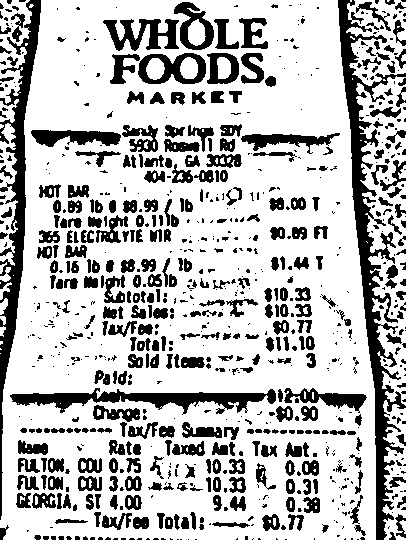 WHOLE
FOODS.
MARKET
Sandy Springs SDY
5930 Roswell Rd
Atlanta, GA 30328
404-236-0810
HOT BAR
0.89 lb @ $8.99 / lb $8.00 T
Tare Weight 0.11lb
365 ELECTROLYTE WTR $0.89 FT
HOT BAR
0.16 lb @ $8.99 / lb $1.44 T
Tare Weight 0.05lb
Subtotal: $10.33
Net Sales: $10.33
Tax/Fee: $0.77
Total: $11.10
Sold Items: 3
Paid:
Cash $12.00
Change: -$0.90
Tax/Fee Summary
Name Rate Taxed Amt. Tax Amt.
FULTON, COU 0.75 10.33 0.08
FULTON, COU 3.00 10.33 0.31
GEORGIA, ST 4.00 9.44 0.38
Tax/Fee Total: $0.77